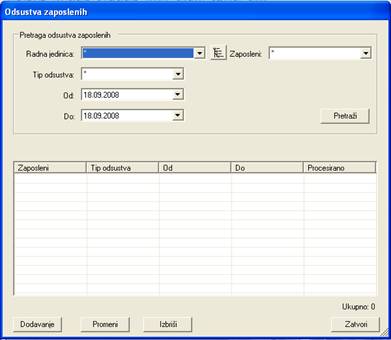 Odsustva zaposlenih
Pretraga odsustva zaposlenih
Radna jedinica: * Zaposleni: *
Tip odsustva: *
Od: 18.09.2008
Do: 18.09.2008 Pretraži
Zaposleni Tip odsustva Od Do Procesirano
Ukupno: 0
Dodavanje Promeni Izbriši Zatvori